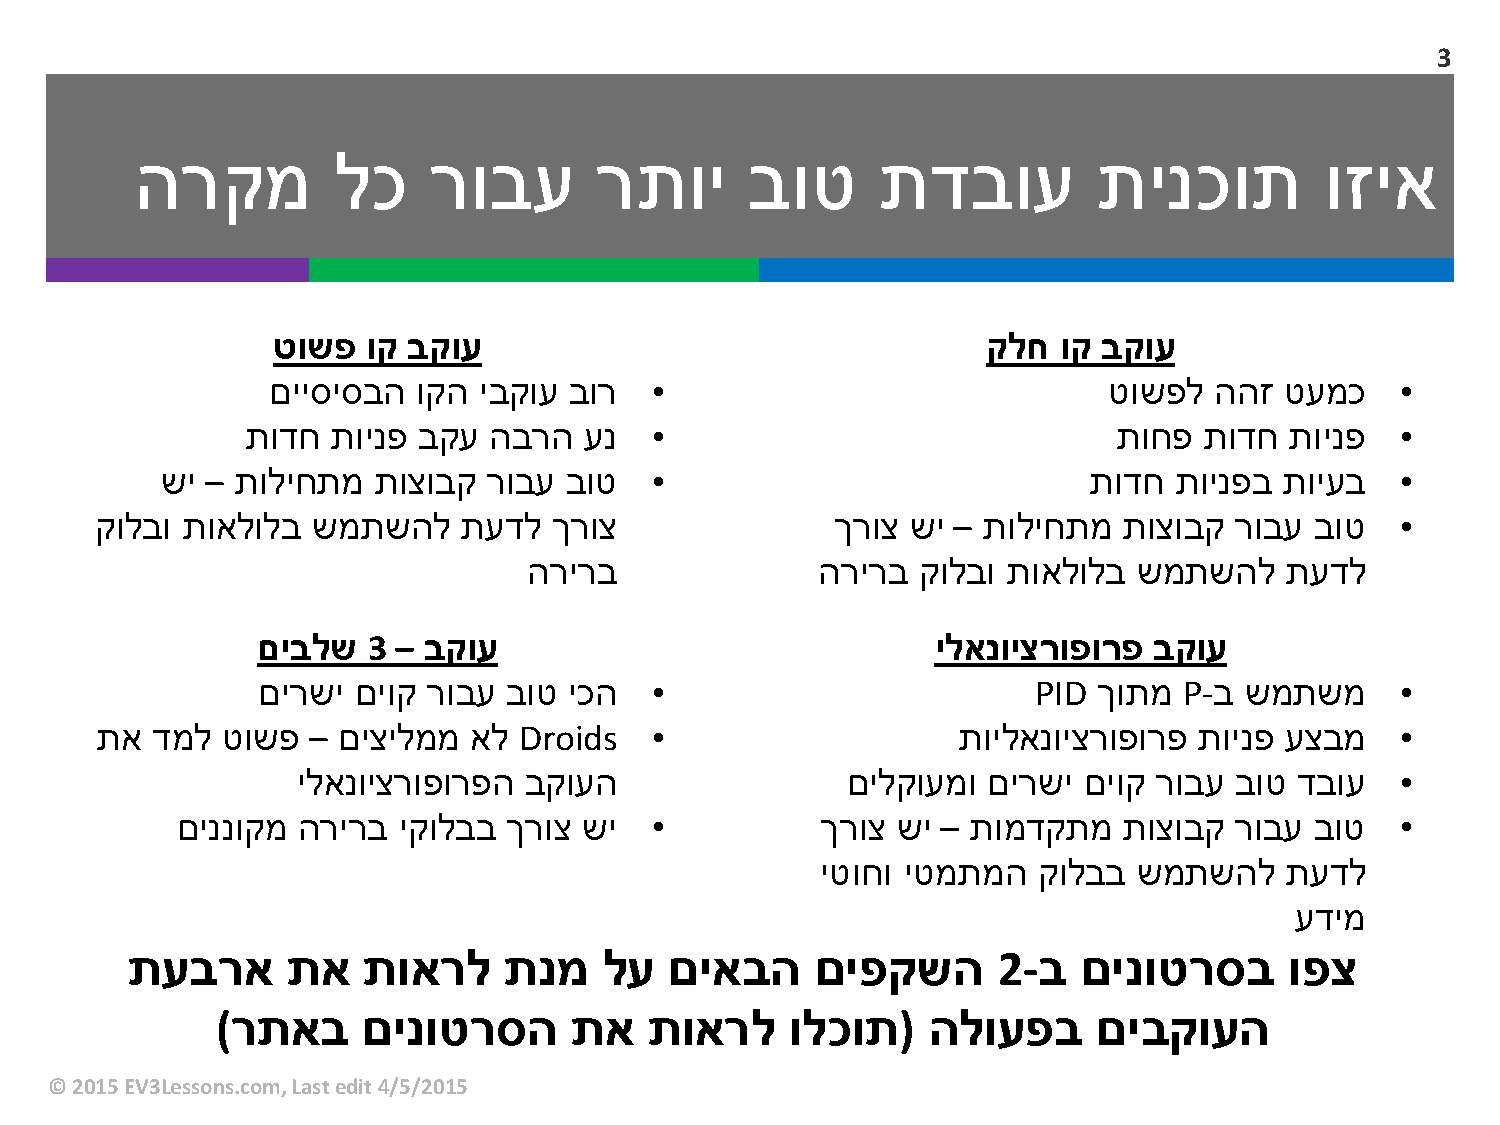 3
איזו תוכנית עובדת טוב יותר עבור כל מקרה
עוקב קו חלק
• כמעט זהה לפשוט
• פניות חדות פחות
• בעיות בפניות חדות
• טוב עבור קבוצות מתחילות – יש צורך
לדעת להשתמש בלולאות ובלוק ברירה
עוקב קו פשוט
• רוב עוקבי הקו הבסיסיים
• נע הרבה עקב פניות חדות
• טוב עבור קבוצות מתחילות – יש
צורך לדעת להשתמש בלולאות ובלוק
ברירה
עוקב פרופורציונאלי
• משתמש ב-P מתוך PID
• מבצע פניות פרופורציונאליות
• עובד טוב עבור קוים ישרים ומעוקלים
• טוב עבור קבוצות מתקדמות – יש צורך
לדעת להשתמש בבלוק המתמטי וחוטי
מידע
עוקב – 3 שלבים
• הכי טוב עבור קוים ישרים
• Droids לא ממליצים – פשוט למד את
העוקב הפרופורציונאלי
• יש צורך בבלוקי ברירה מקוננים
צפו בסרטונים ב-2 השקפים הבאים על מנת לראות את ארבעת
העוקבים בפעולה (תוכלו לראות את הסרטונים באתר)
© 2015 EV3Lessons.com, Last edit 4/5/2015